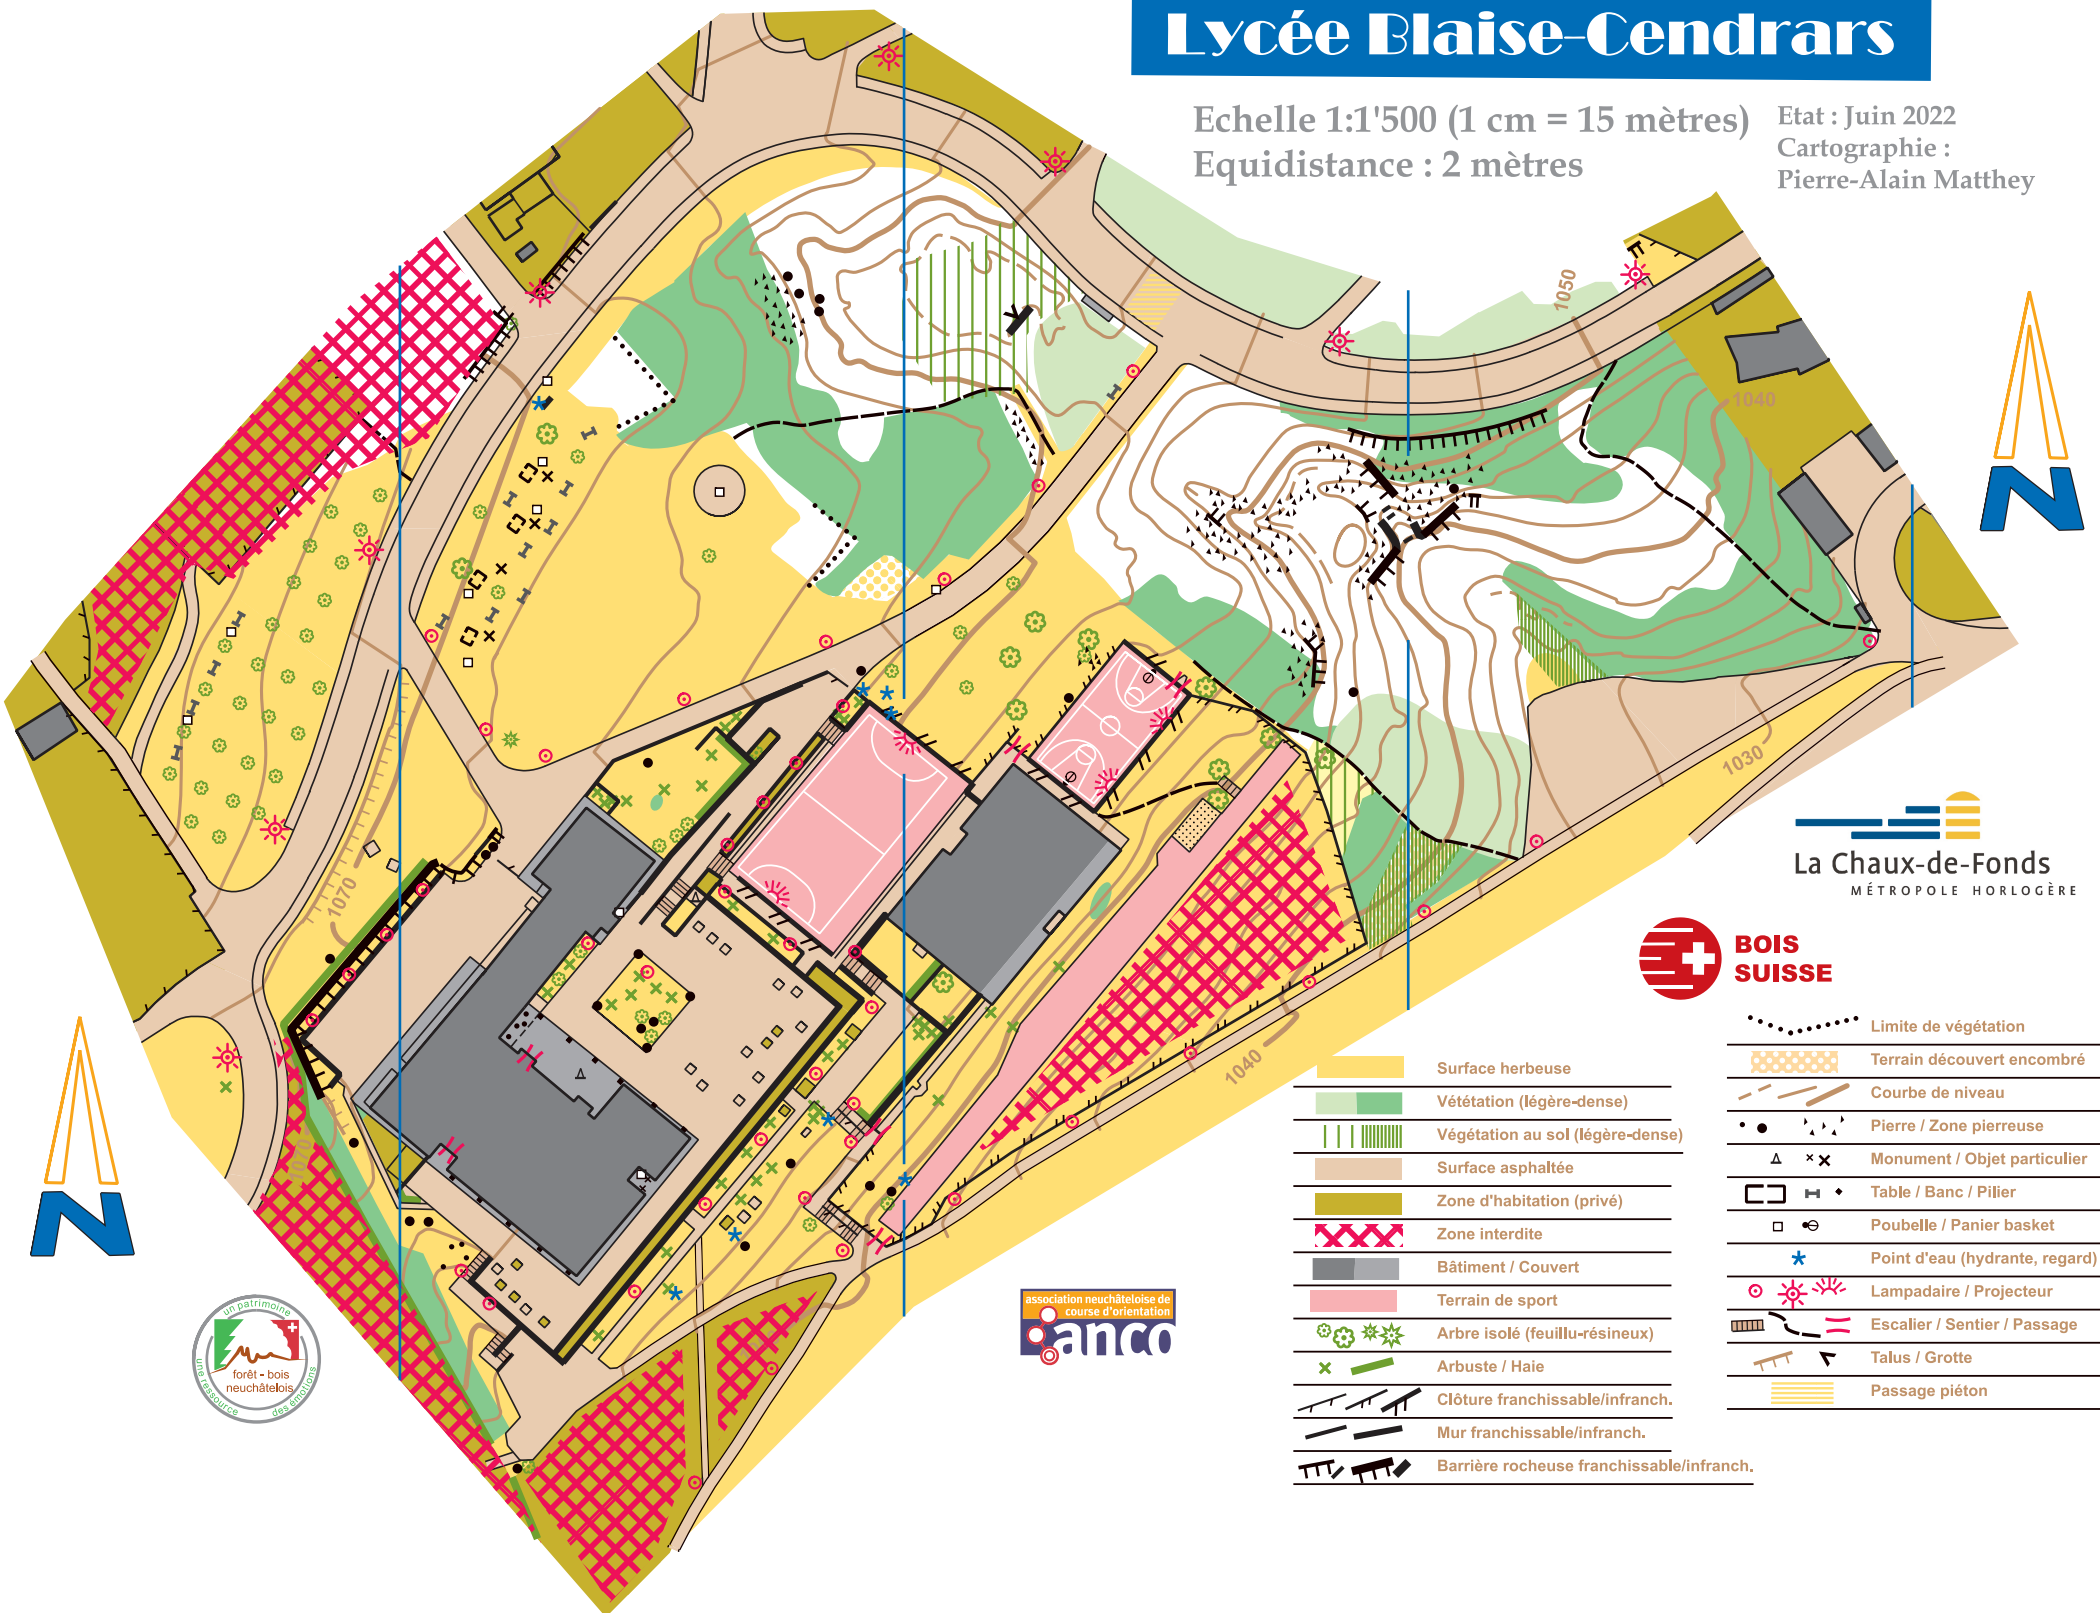 Lycée Blaise-Cendrars
Echelle 1:1'500 (1 cm = 15 mètres)
Equidistance : 2 mètres
Etat : Juin 2022
Cartographie :
Pierre-Alain Matthey
1050
1040
1030
1070
1040
1070
La Chaux-de-Fonds
MÉTROPOLE HORLOGÈRE
BOIS
SUISSE
Surface herbeuse
Vététation (légère-dense)
Végétation au sol (légère-dense)
Surface asphaltée
Zone d'habitation (privé)
Zone interdite
Bâtiment / Couvert
Terrain de sport
Arbre isolé (feuillu-résineux)
Arbuste / Haie
Clôture franchissable/infranch.
Mur franchissable/infranch.
Barrière rocheuse franchissable/infranch.
Limite de végétation
Terrain découvert encombré
Courbe de niveau
Pierre / Zone pierreuse
Monument / Objet particulier
Table / Banc / Pilier
Poubelle / Panier basket
Point d'eau (hydrante, regard)
Lampadaire / Projecteur
Escalier / Sentier / Passage
Talus / Grotte
Passage piéton
association neuchâteloise de
course d'orientation
anco
un patrimoine
forêt - bois
neuchâtelois
une ressource
des émotions
N
N